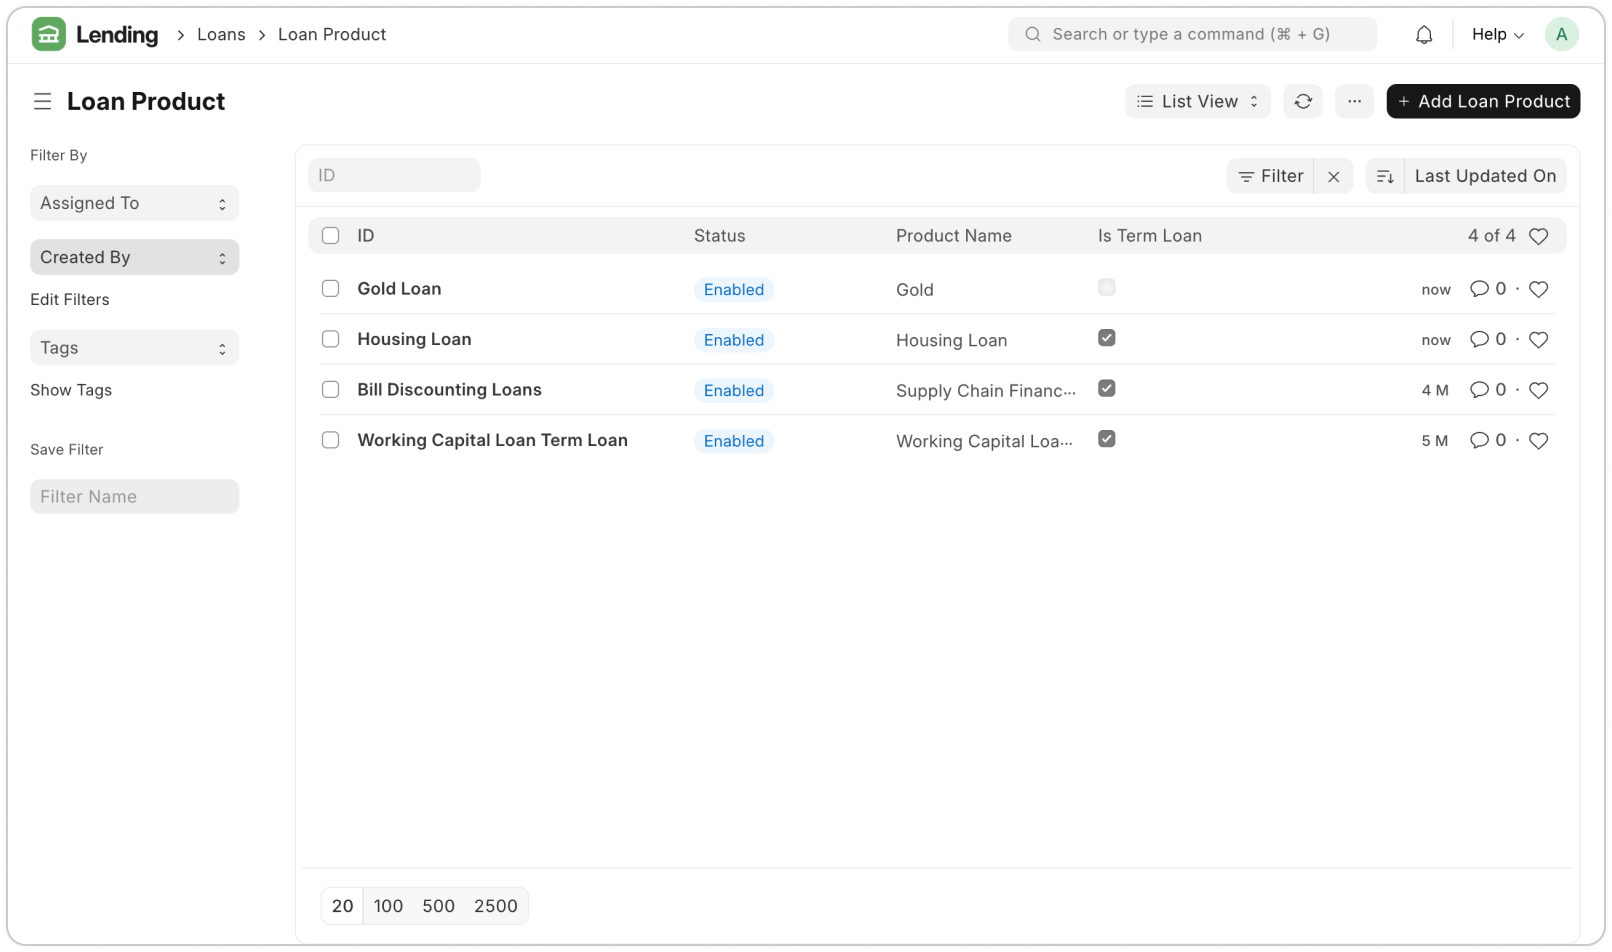 Lending > Loans > Loan Product
Search or type a command (⌘ + G)
Help
A
Loan Product
List View
...
+ Add Loan Product
Filter By
Assigned To
Created By
Edit Filters
Tags
Show Tags
Save Filter
Filter Name
ID
Filter
Last Updated On
ID Status Product Name Is Term Loan 4 of 4
Gold Loan Enabled Gold now 0 ·
Housing Loan Enabled Housing Loan now 0 ·
Bill Discounting Loans Enabled Supply Chain Financ... 4 M 0 ·
Working Capital Loan Term Loan Enabled Working Capital Loa... 5 M 0 ·
20 100 500 2500